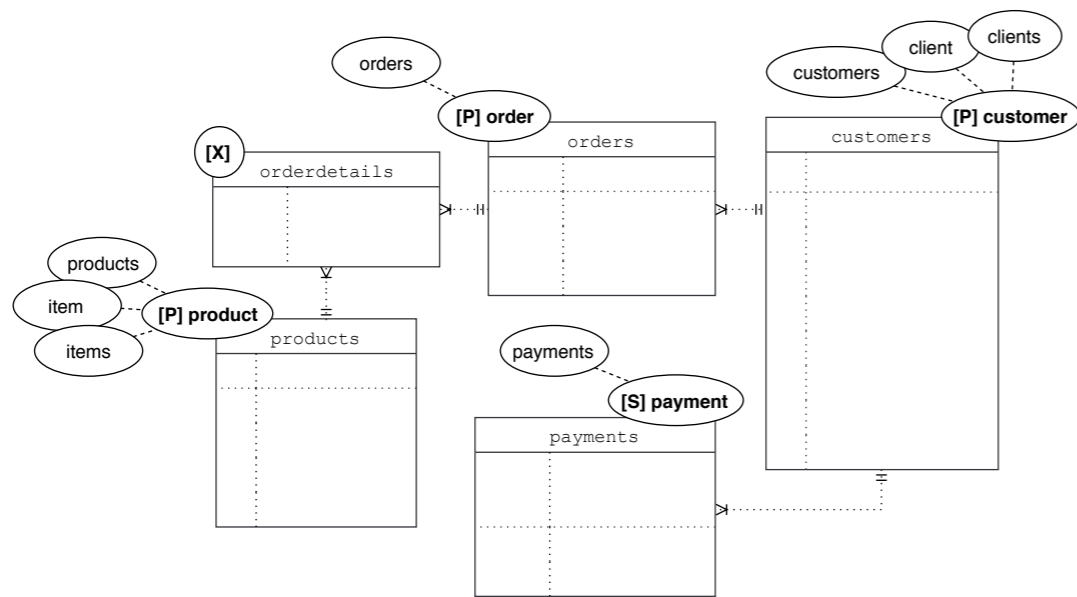 clients
client
orders
customers
[P] order
[P] customer
orders
customers
[X]
orderdetails
products
item
[P] product
items
products
payments
[S] payment
payments